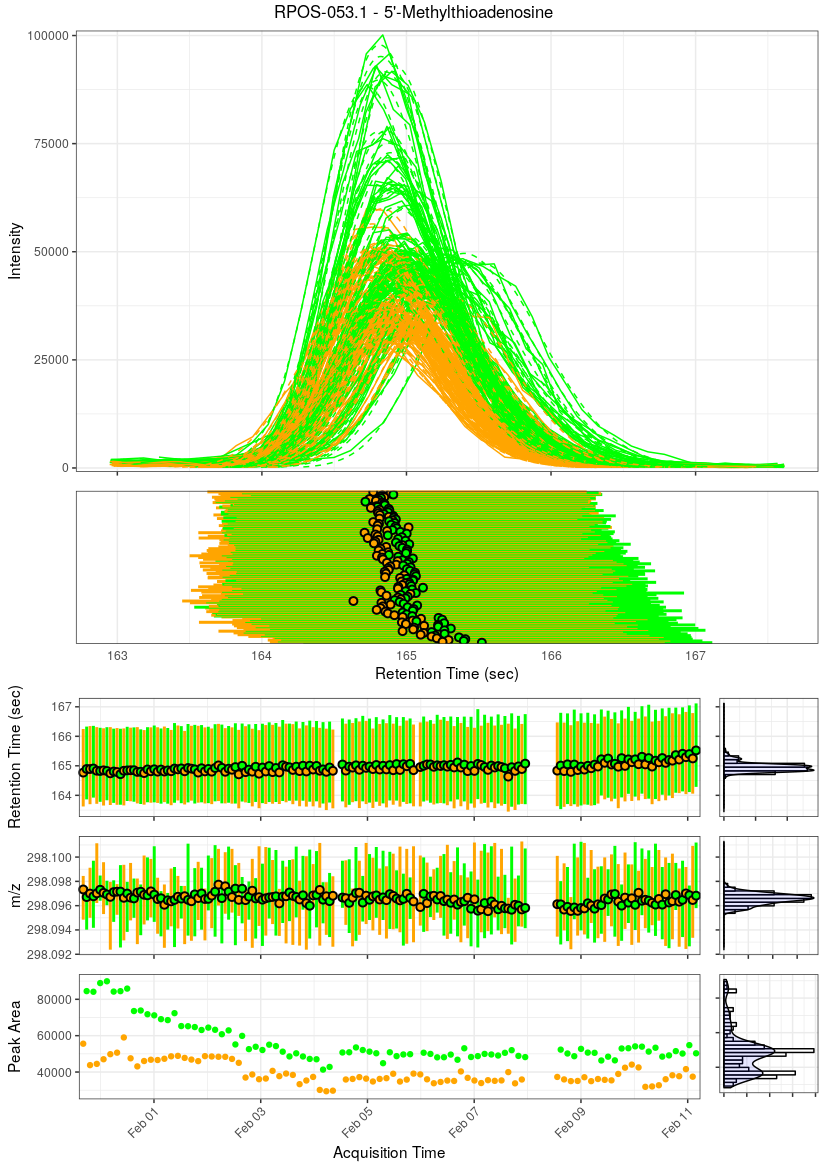 RPOS-053.1 - 5'-Methylthioadenosine
100000
75000
50000
25000
0
Intensity
163 164 165 166 167
Retention Time (sec)
167
166
165
164
Retention Time (sec)
298.100
298.098
298.096
298.094
298.092
m/z
80000
60000
40000
Peak Area
Feb 01 Feb 03 Feb 05 Feb 07 Feb 09 Feb 11
Acquisition Time